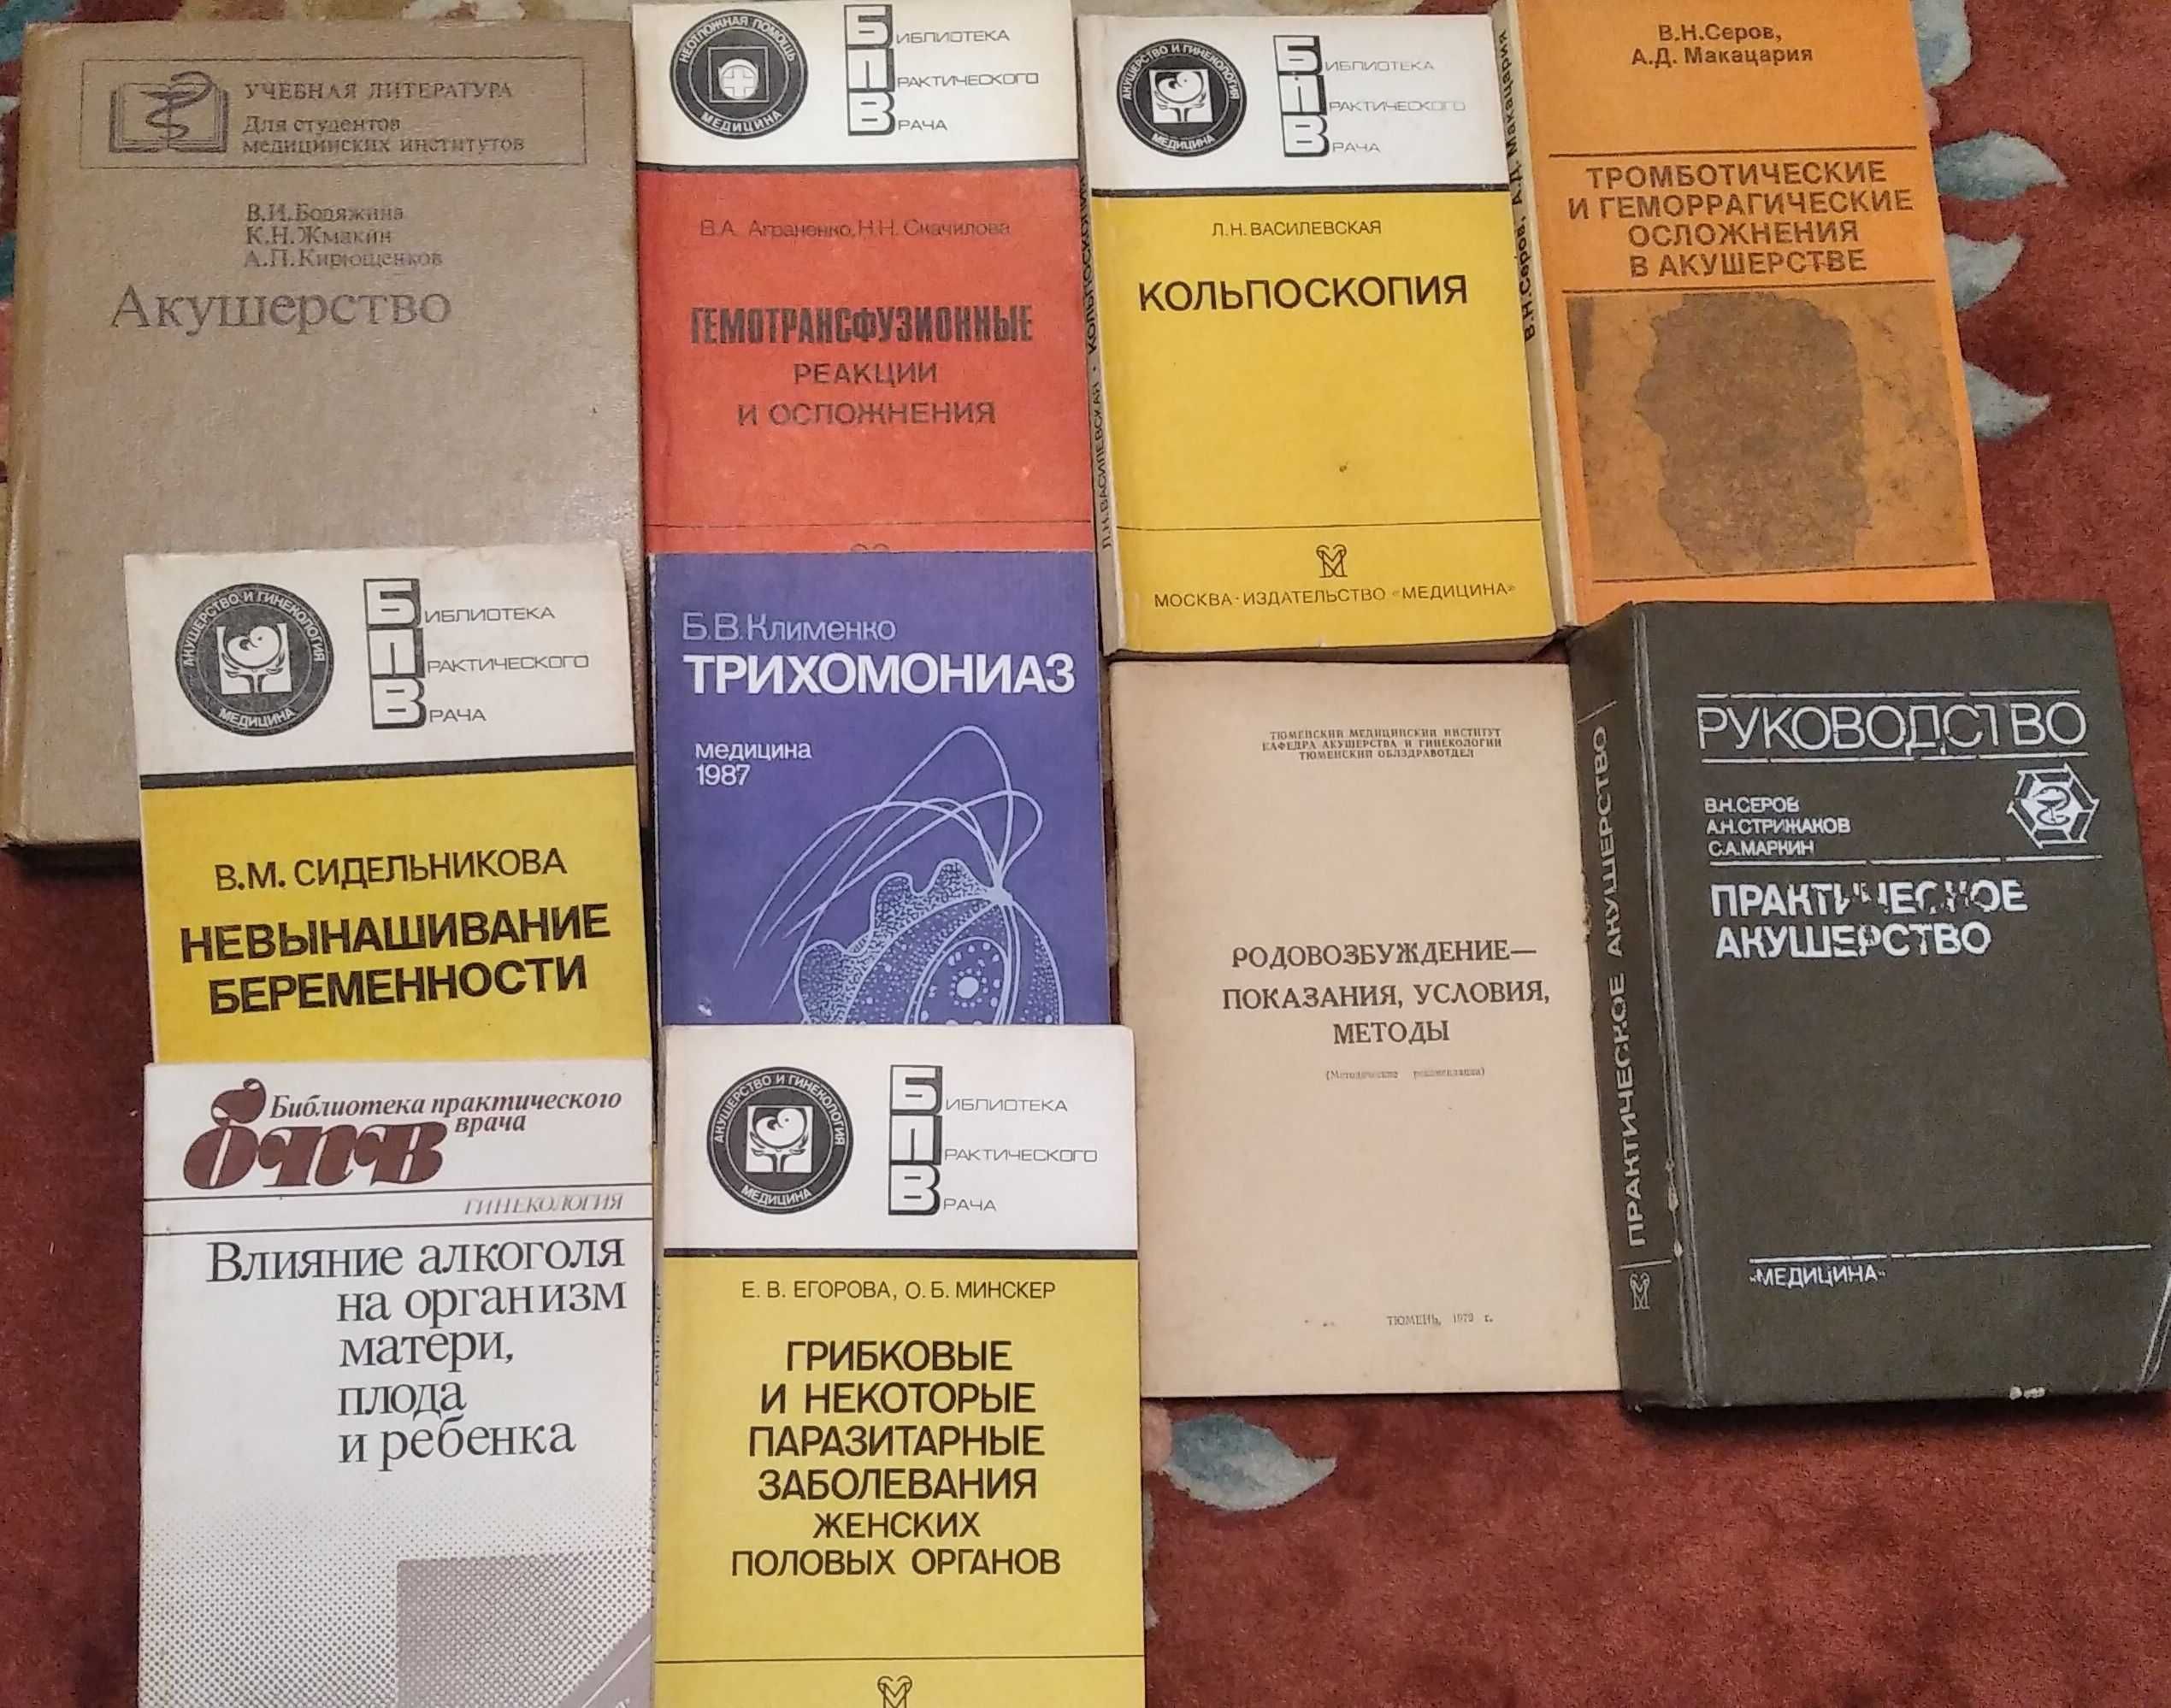 УЧЕБНАЯ ЛИТЕРАТУРА
Для студентов
медицинских институтов
В.И.Бодяжина
К.Н.Жмакин
А.П.Кирющенков
Акушерство
НЕОТЛОЖНАЯ ПОМОЩЬ
МЕДИЦИНА
БИБЛИОТЕКА
ПРАКТИЧЕСКОГО
ВРАЧА
В.А. Аграненко, Н.Н. Скачилова
ГЕМОТРАНСФУЗИОННЫЕ
РЕАКЦИИ
И ОСЛОЖНЕНИЯ
АКУШЕРСТВО И ГИНЕКОЛОГИЯ
МЕДИЦИНА
БИБЛИОТЕКА
ПРАКТИЧЕСКОГО
ВРАЧА
Л.Н. ВАСИЛЕВСКАЯ
КОЛЬПОСКОПИЯ
МОСКВА-ИЗДАТЕЛЬСТВО «МЕДИЦИНА»
Л.Н. ВАСИЛЕВСКАЯ • КОЛЬПОСКОПИЯ
В.Н.Серов, А.Д. Макацария
В.Н.Серов,
А.Д. Макацария
ТРОМБОТИЧЕСКИЕ
И ГЕМОРРАГИЧЕСКИЕ
ОСЛОЖНЕНИЯ
В АКУШЕРСТВЕ
АКУШЕРСТВО И ГИНЕКОЛОГИЯ
МЕДИЦИНА
БИБЛИОТЕКА
ПРАКТИЧЕСКОГО
ВРАЧА
В.М. СИДЕЛЬНИКОВА
НЕВЫНАШИВАНИЕ
БЕРЕМЕННОСТИ
Б.В.Клименко
ТРИХОМОНИАЗ
медицина
1987
ТЮМЕНСКИЙ МЕДИЦИНСКИЙ ИНСТИТУТ
КАФЕДРА АКУШЕРСТВА И ГИНЕКОЛОГИИ
ТЮМЕНСКИЙ ОБЛЗДРАВОТДЕЛ
РОДОВОЗБУЖДЕНИЕ—
ПОКАЗАНИЯ, УСЛОВИЯ,
МЕТОДЫ
(Методические рекомендации)
ТЮМЕНЬ, 1979 г.
ПРАКТИЧЕСКОЕ АКУШЕРСТВО
РУКОВОДСТВО
В.Н.СЕРОВ
А.Н.СТРИЖАКОВ
С.А.МАРКИН
ПРАКТИЧЕСКОЕ
АКУШЕРСТВО
«МЕДИЦИНА»
Библиотека практического
врача
бпв
ГИНЕКОЛОГИЯ
Влияние алкоголя
на организм
матери,
плода
и ребенка
АКУШЕРСТВО И ГИНЕКОЛОГИЯ
МЕДИЦИНА
БИБЛИОТЕКА
ПРАКТИЧЕСКОГО
ВРАЧА
Е. В. ЕГОРОВА, О. Б. МИНСКЕР
ГРИБКОВЫЕ
И НЕКОТОРЫЕ
ПАРАЗИТАРНЫЕ
ЗАБОЛЕВАНИЯ
ЖЕНСКИХ
ПОЛОВЫХ ОРГАНОВ